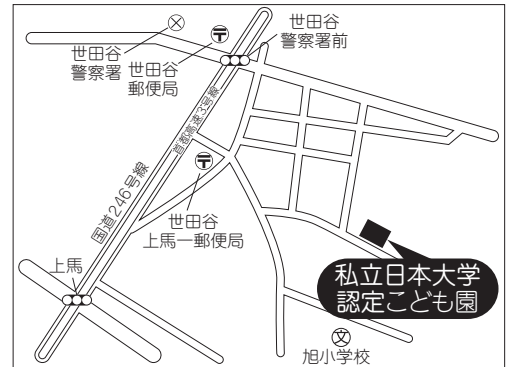 世田谷
警察署
世田谷
郵便局
世田谷
警察署前
首都高速3号線
国道246号線
世田谷
上馬一郵便局
上馬
私立日本大学
認定こども園
文
旭小学校